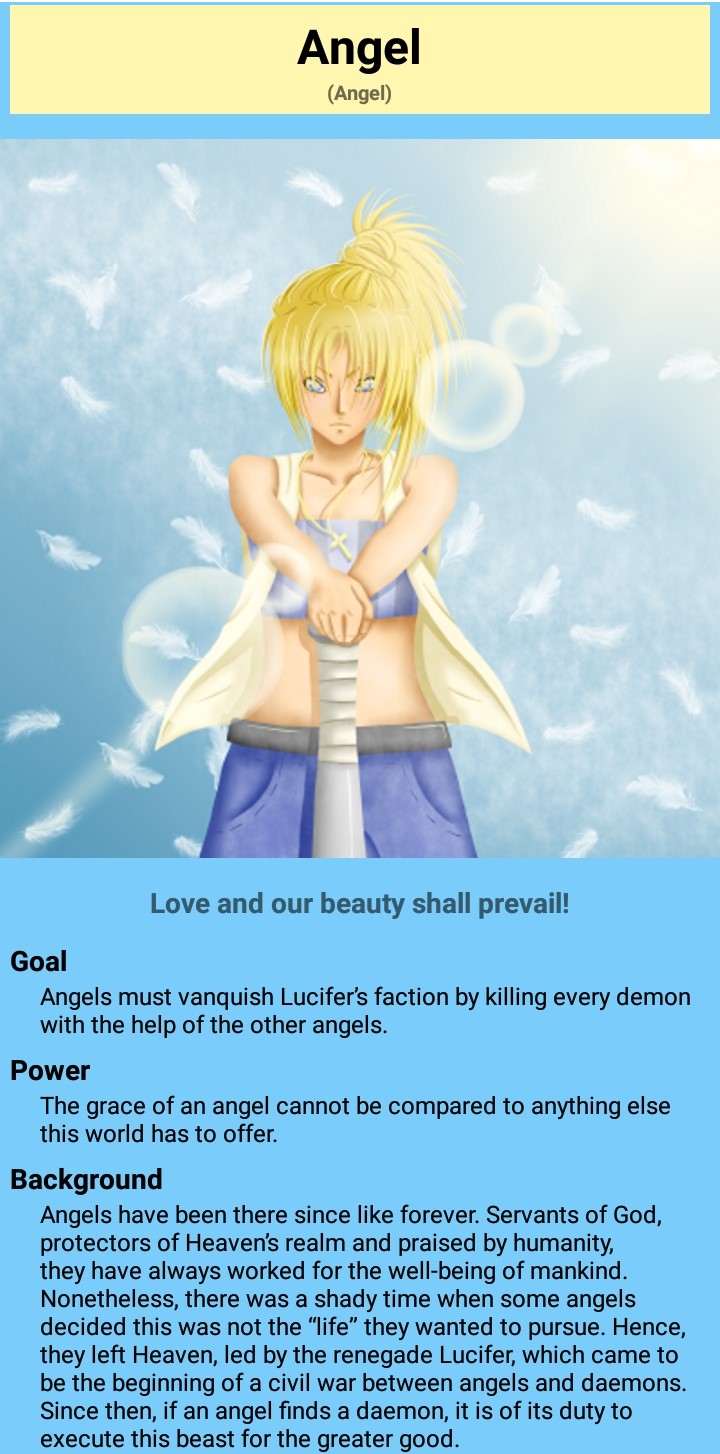 Angel
(Angel)
Love and our beauty shall prevail!
Goal
Angels must vanquish Lucifer’s faction by killing every demon
with the help of the other angels.
Power
The grace of an angel cannot be compared to anything else
this world has to offer.
Background
Angels have been there since like forever. Servants of God,
protectors of Heaven’s realm and praised by humanity,
they have always worked for the well-being of mankind.
Nonetheless, there was a shady time when some angels
decided this was not the “life” they wanted to pursue. Hence,
they left Heaven, led by the renegade Lucifer, which came to
be the beginning of a civil war between angels and daemons.
Since then, if an angel finds a daemon, it is of its duty to
execute this beast for the greater good.